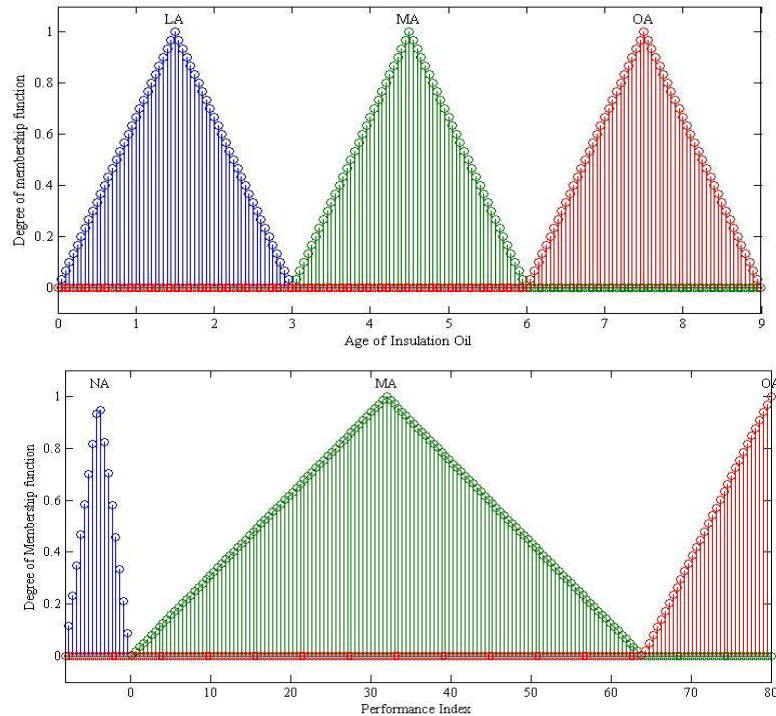 LA MA OA
1
0.8
0.6
0.4
0.2
0
Degree of membership function
0 1 2 3 4 5 6 7 8 9
Age of Insulation Oil
NA MA OA
1
0.8
0.6
0.4
0.2
0
Degree of Membership function
0 10 20 30 40 50 60 70 80
Performance Index